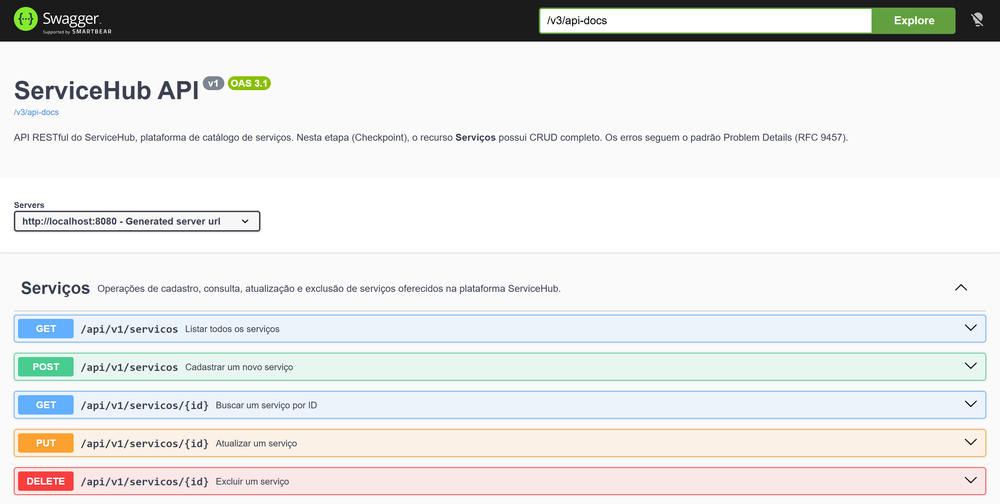 {···} Swagger
Supported by SMARTBEAR
/v3/api-docs Explore
ServiceHub API v1 OAS 3.1
/v3/api-docs
API RESTful do ServiceHub, plataforma de catálogo de serviços. Nesta etapa (Checkpoint), o recurso Serviços possui CRUD completo. Os erros seguem o padrão Problem Details (RFC 9457).
Servers
http://localhost:8080 - Generated server url
Serviços Operações de cadastro, consulta, atualização e exclusão de serviços oferecidos na plataforma ServiceHub.
GET /api/v1/servicos Listar todos os serviços
POST /api/v1/servicos Cadastrar um novo serviço
GET /api/v1/servicos/{id} Buscar um serviço por ID
PUT /api/v1/servicos/{id} Atualizar um serviço
DELETE /api/v1/servicos/{id} Excluir um serviço